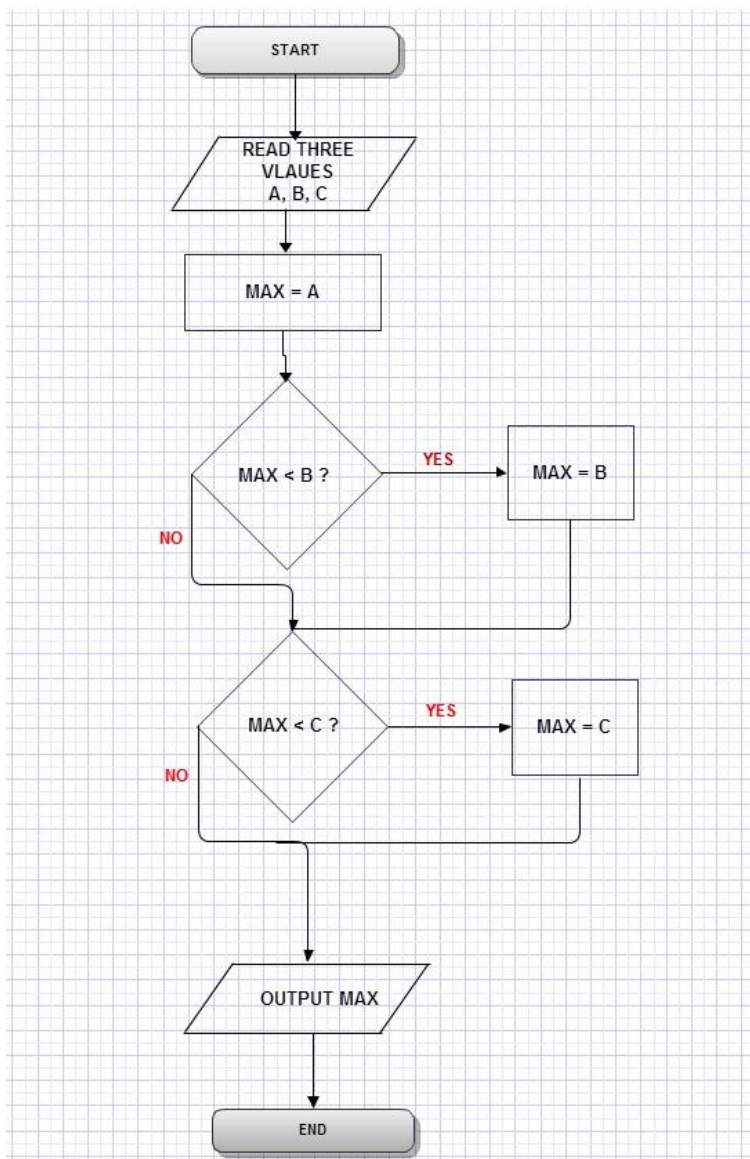 START
READ THREE
VLAUES
A, B, C
MAX = A
MAX < B ?
YES
MAX = B
NO
MAX < C ?
YES
MAX = C
NO
OUTPUT MAX
END